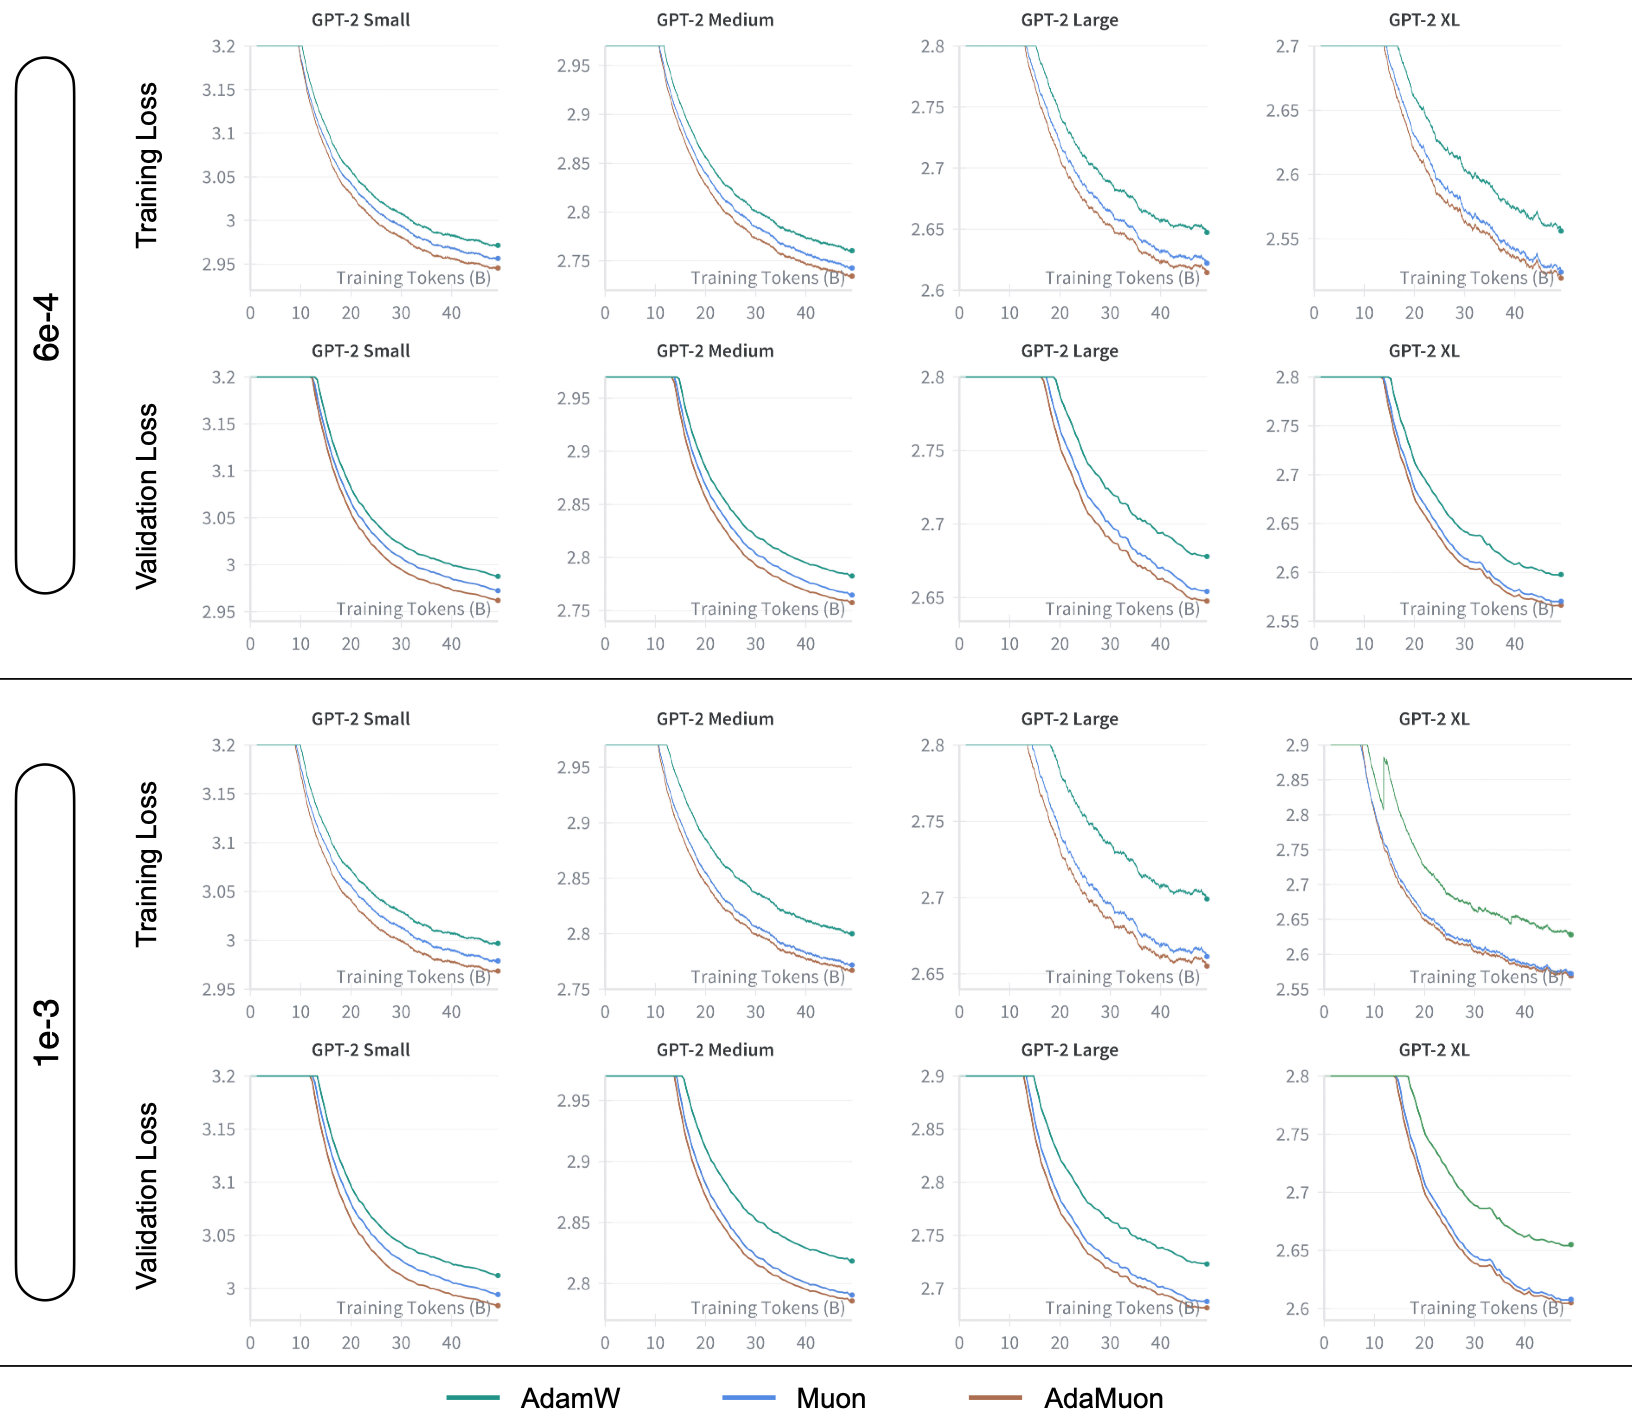 6e-4
Training Loss
GPT-2 Small
3.2
3.15
3.1
3.05
3
2.95
Training Tokens (B)
0 10 20 30 40
GPT-2 Medium
2.95
2.9
2.85
2.8
2.75
Training Tokens (B)
0 10 20 30 40
GPT-2 Large
2.8
2.75
2.7
2.65
2.6
Training Tokens (B)
0 10 20 30 40
GPT-2 XL
2.7
2.65
2.6
2.55
Training Tokens (B)
0 10 20 30 40
Validation Loss
GPT-2 Small
3.2
3.15
3.1
3.05
3
2.95
Training Tokens (B)
0 10 20 30 40
GPT-2 Medium
2.95
2.9
2.85
2.8
2.75
Training Tokens (B)
0 10 20 30 40
GPT-2 Large
2.8
2.75
2.7
2.65
Training Tokens (B)
0 10 20 30 40
GPT-2 XL
2.8
2.75
2.7
2.65
2.6
2.55
Training Tokens (B)
0 10 20 30 40
1e-3
Training Loss
GPT-2 Small
3.2
3.15
3.1
3.05
3
2.95
Training Tokens (B)
0 10 20 30 40
GPT-2 Medium
2.95
2.9
2.85
2.8
2.75
Training Tokens (B)
0 10 20 30 40
GPT-2 Large
2.8
2.75
2.7
2.65
Training Tokens (B)
0 10 20 30 40
GPT-2 XL
2.9
2.85
2.8
2.75
2.7
2.65
2.6
2.55
Training Tokens (B)
0 10 20 30 40
Validation Loss
GPT-2 Small
3.2
3.15
3.1
3.05
3
Training Tokens (B)
0 10 20 30 40
GPT-2 Medium
2.95
2.9
2.85
2.8
Training Tokens (B)
0 10 20 30 40
GPT-2 Large
2.9
2.85
2.8
2.75
2.7
Training Tokens (B)
0 10 20 30 40
GPT-2 XL
2.8
2.75
2.7
2.65
2.6
Training Tokens (B)
0 10 20 30 40
AdamW Muon AdaMuon